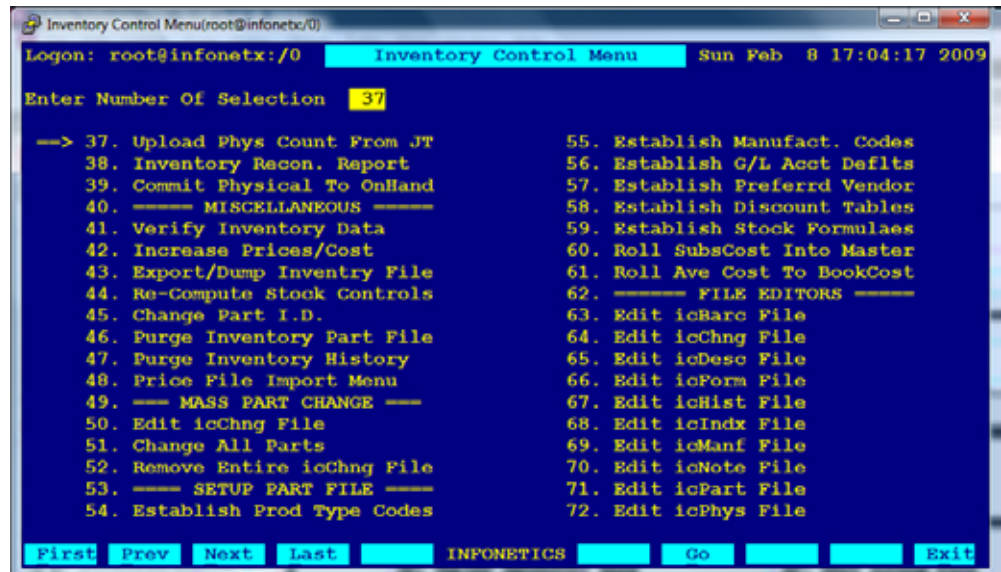 Inventory Control Menu(root@infonetx:/0)
Logon: root@infonetx:/0 Inventory Control Menu Sun Feb 8 17:04:17 2009
Enter Number Of Selection 37
==> 37. Upload Phys Count From JT
38. Inventory Recon. Report
39. Commit Physical To OnHand
40. ===== MISCELLANEOUS =====
41. Verify Inventory Data
42. Increase Prices/Cost
43. Export/Dump Inventry File
44. Re-Compute Stock Controls
45. Change Part I.D.
46. Purge Inventory Part File
47. Purge Inventory History
48. Price File Import Menu
49. === MASS PART CHANGE ===
50. Edit icChng File
51. Change All Parts
52. Remove Entire icChng File
53. ==== SETUP PART FILE ====
54. Establish Prod Type Codes
55. Establish Manufact. Codes
56. Establish G/L Acct Deflts
57. Establish Preferrd Vendor
58. Establish Discount Tables
59. Establish Stock Formulaes
60. Roll SubsCost Into Master
61. Roll Ave Cost To BookCost
62. ====== FILE EDITORS =====
63. Edit icBarc File
64. Edit icChng File
65. Edit icDesc File
66. Edit icForm File
67. Edit icHist File
68. Edit icIndx File
69. Edit icManf File
70. Edit icNote File
71. Edit icPart File
72. Edit icPhys File
First Prev Next Last INFONETICS Go Exit